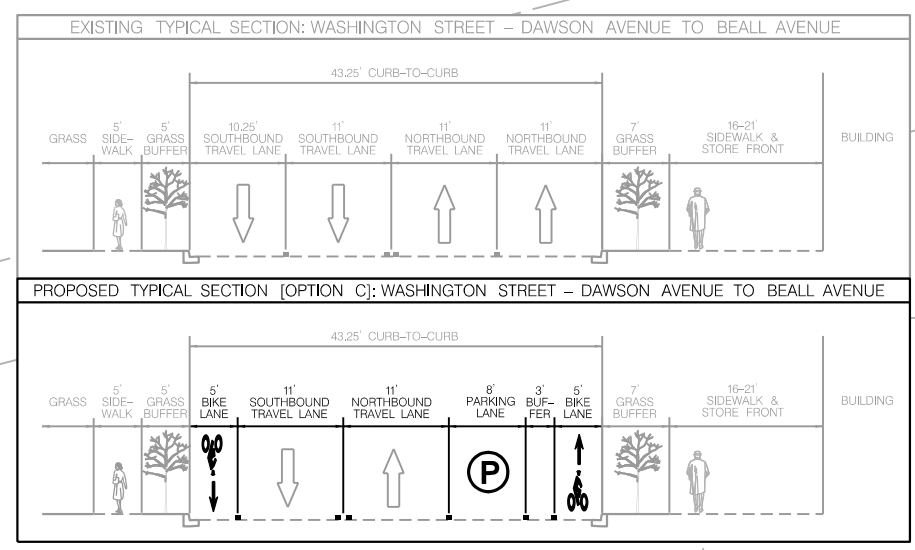 EXISTING TYPICAL SECTION: WASHINGTON STREET – DAWSON AVENUE TO BEALL AVENUE
43.25' CURB–TO–CURB
GRASS
5'
SIDE–
WALK
5'
GRASS
BUFFER
10.25'
SOUTHBOUND
TRAVEL LANE
11'
SOUTHBOUND
TRAVEL LANE
11'
NORTHBOUND
TRAVEL LANE
11'
NORTHBOUND
TRAVEL LANE
7'
GRASS
BUFFER
16–21'
SIDEWALK &
STORE FRONT
BUILDING
PROPOSED TYPICAL SECTION [OPTION C]: WASHINGTON STREET – DAWSON AVENUE TO BEALL AVENUE
43.25' CURB–TO–CURB
GRASS
5'
SIDE–
WALK
5'
GRASS
BUFFER
5'
BIKE
LANE
11'
SOUTHBOUND
TRAVEL LANE
11'
NORTHBOUND
TRAVEL LANE
8'
PARKING
LANE
3'
BUF–
FER
5'
BIKE
LANE
7'
GRASS
BUFFER
16–21'
SIDEWALK &
STORE FRONT
BUILDING
P